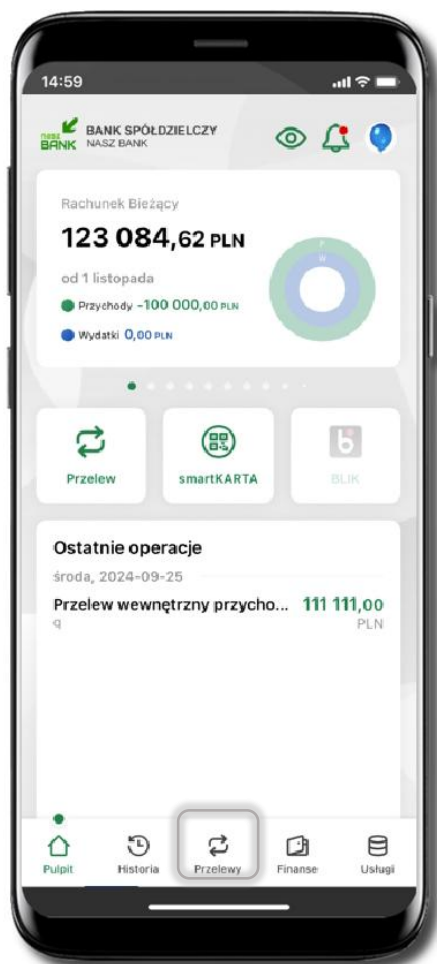 14:59
nasz
BANK
BANK SPÓŁDZIELCZY
NASZ BANK
Rachunek Bieżący
123 084,62 PLN
od 1 listopada
Przychody -100 000,00 PLN
Wydatki 0,00 PLN
P
W
Przelew
smartKARTA
BLIK
Ostatnie operacje
środa, 2024-09-25
Przelew wewnętrzny przycho... 111 111,00
q PLN
Pulpit Historia Przelewy Finanse Usługi